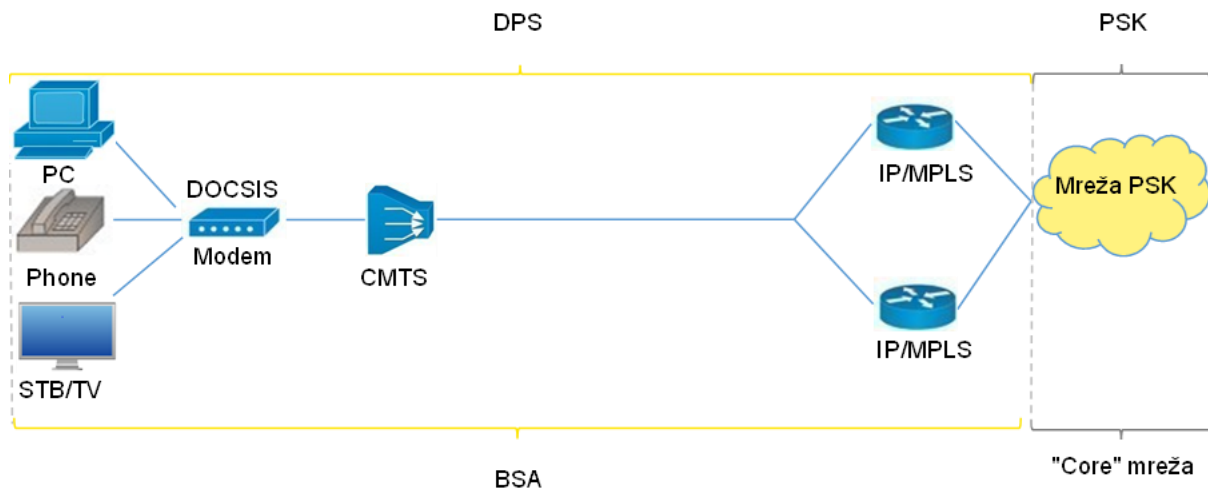 DPS
PSK
PC
DOCSIS
IP/MPLS
Mreža PSK
Phone
Modem
CMTS
IP/MPLS
STB/TV
BSA
"Core" mreža